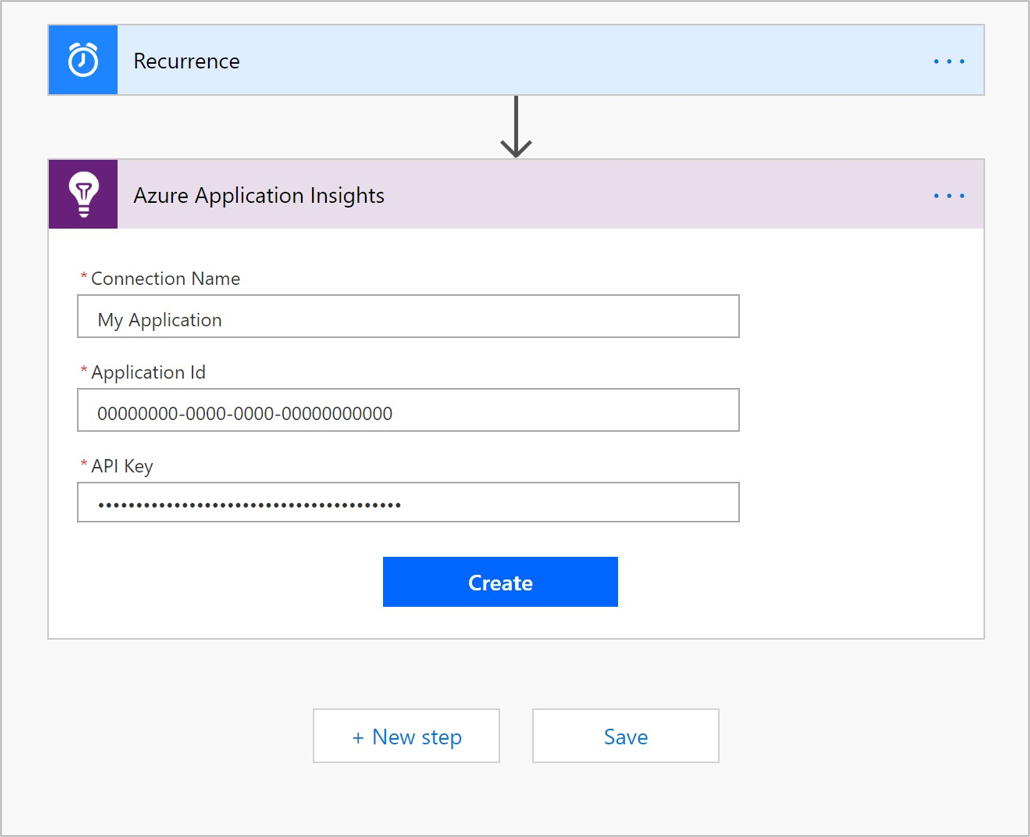 Recurrence
Azure Application Insights
* Connection Name
My Application
* Application Id
00000000-0000-0000-00000000000
* API Key
••••••••••••••••••••••••••••••••••••••••
Create
+ New step
Save